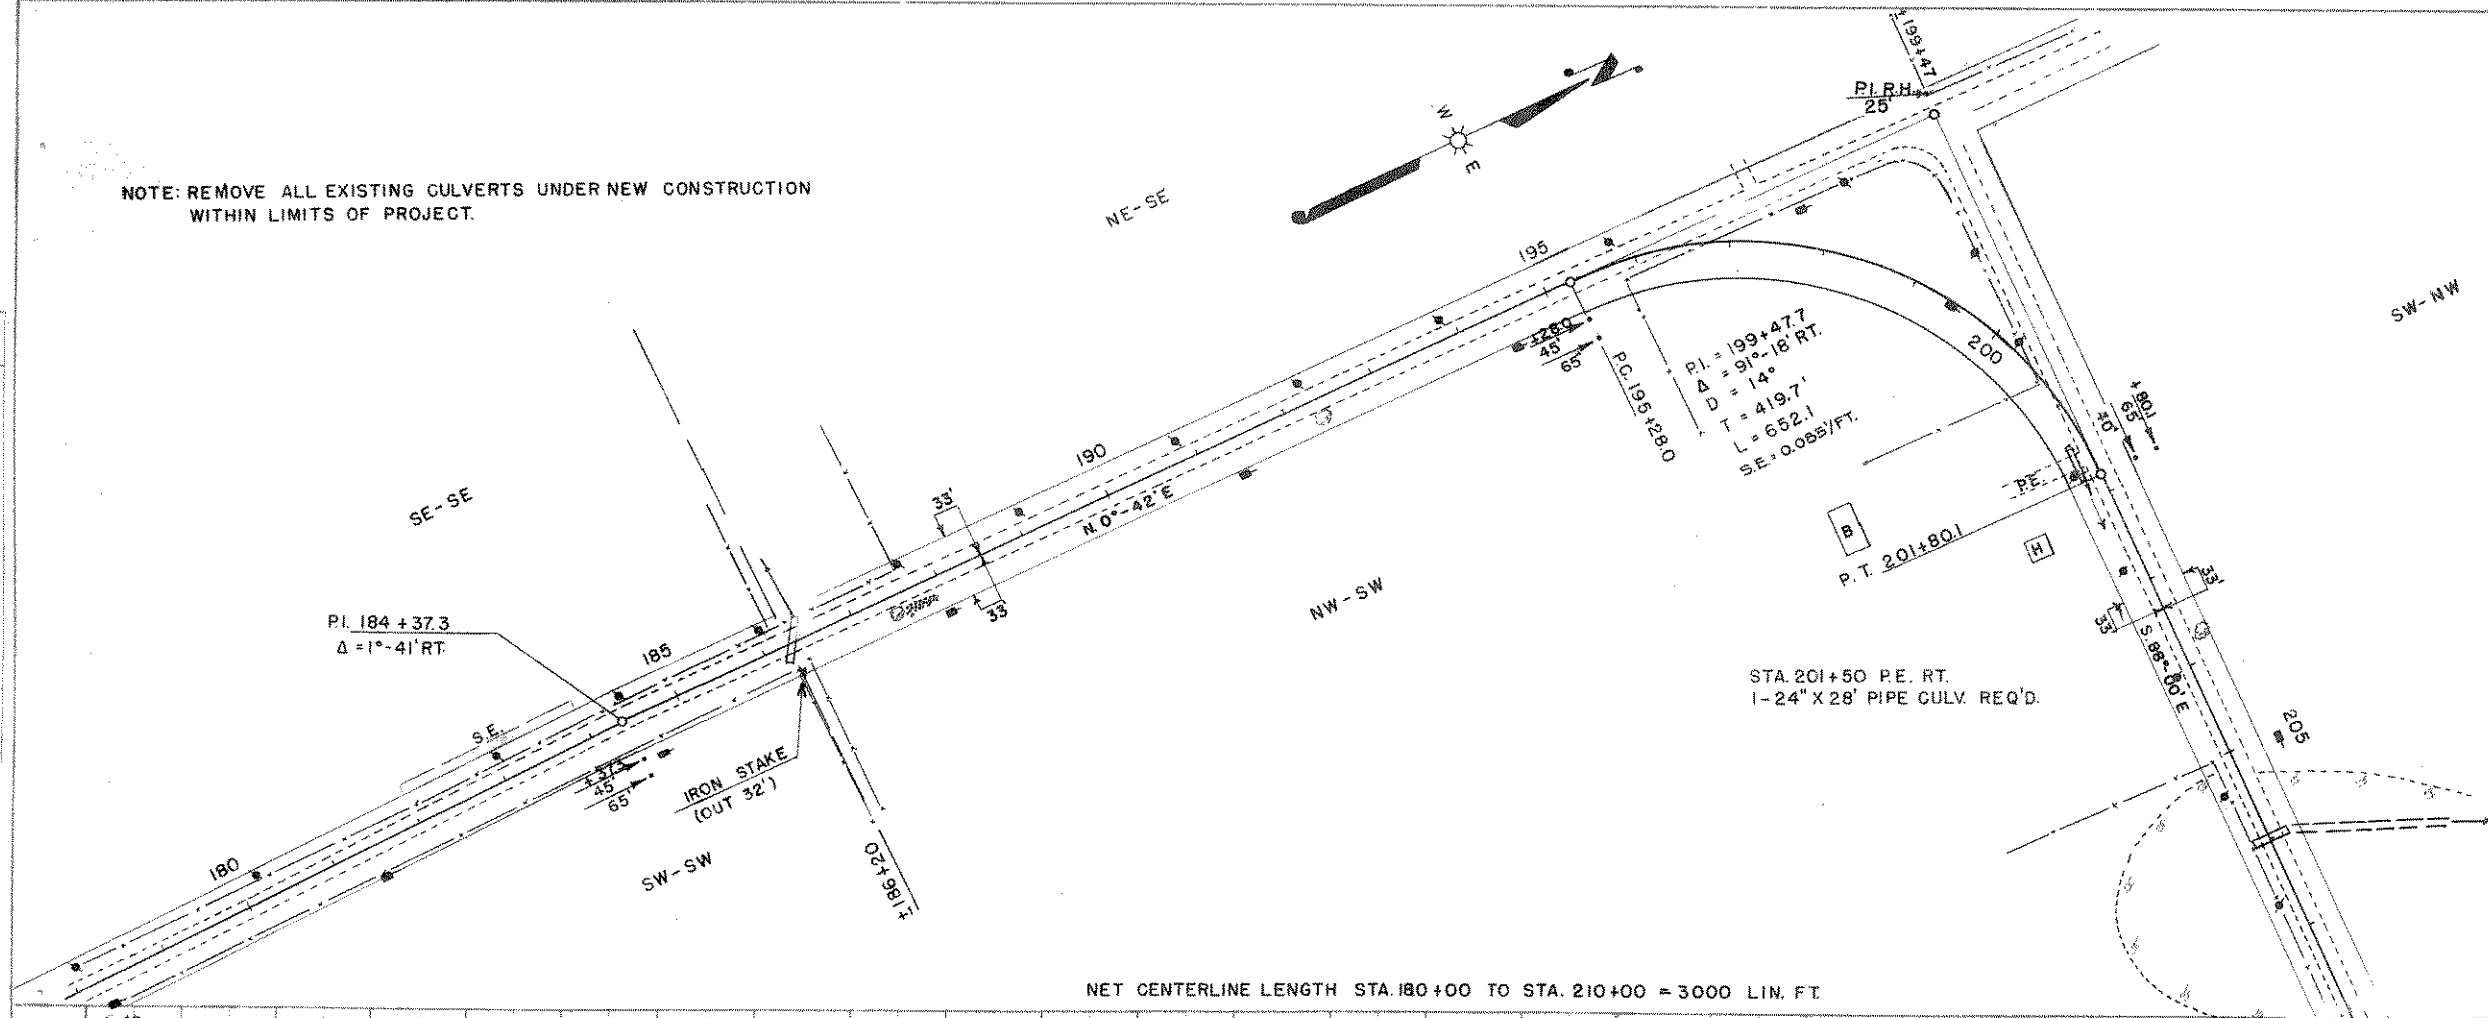 NOTE: REMOVE ALL EXISTING CULVERTS UNDER NEW CONSTRUCTION
WITHIN LIMITS OF PROJECT.
W
E
NE-SE
±199+47
P.I. R.H.
25'
195
SW-NW
+28.0
45'
65'
P.C. 195+28.0
P.I. = 199+47.7
Δ = 91°-18' RT.
D = 14°
T = 419.7'
L = 652.1
200
+80.1
65'
40'
190
SE-SE
33'
N. 0°-42' E
33'
P.E.
B
H
P.T. 201+80.1
NW-SW
33'
33'
S. 88°-00' E
P.I. 184+37.3
Δ = 1°-41' RT.
185
STA. 201+50 P.E. RT.
1-24" X 28' PIPE CULV. REQ'D.
205
S.E.
+37.3
45'
65'
IRON STAKE
(OUT 32')
180
SW-SW
±186+20
NET CENTERLINE LENGTH STA. 180+00 TO STA. 210+00 = 3000 LIN. FT.